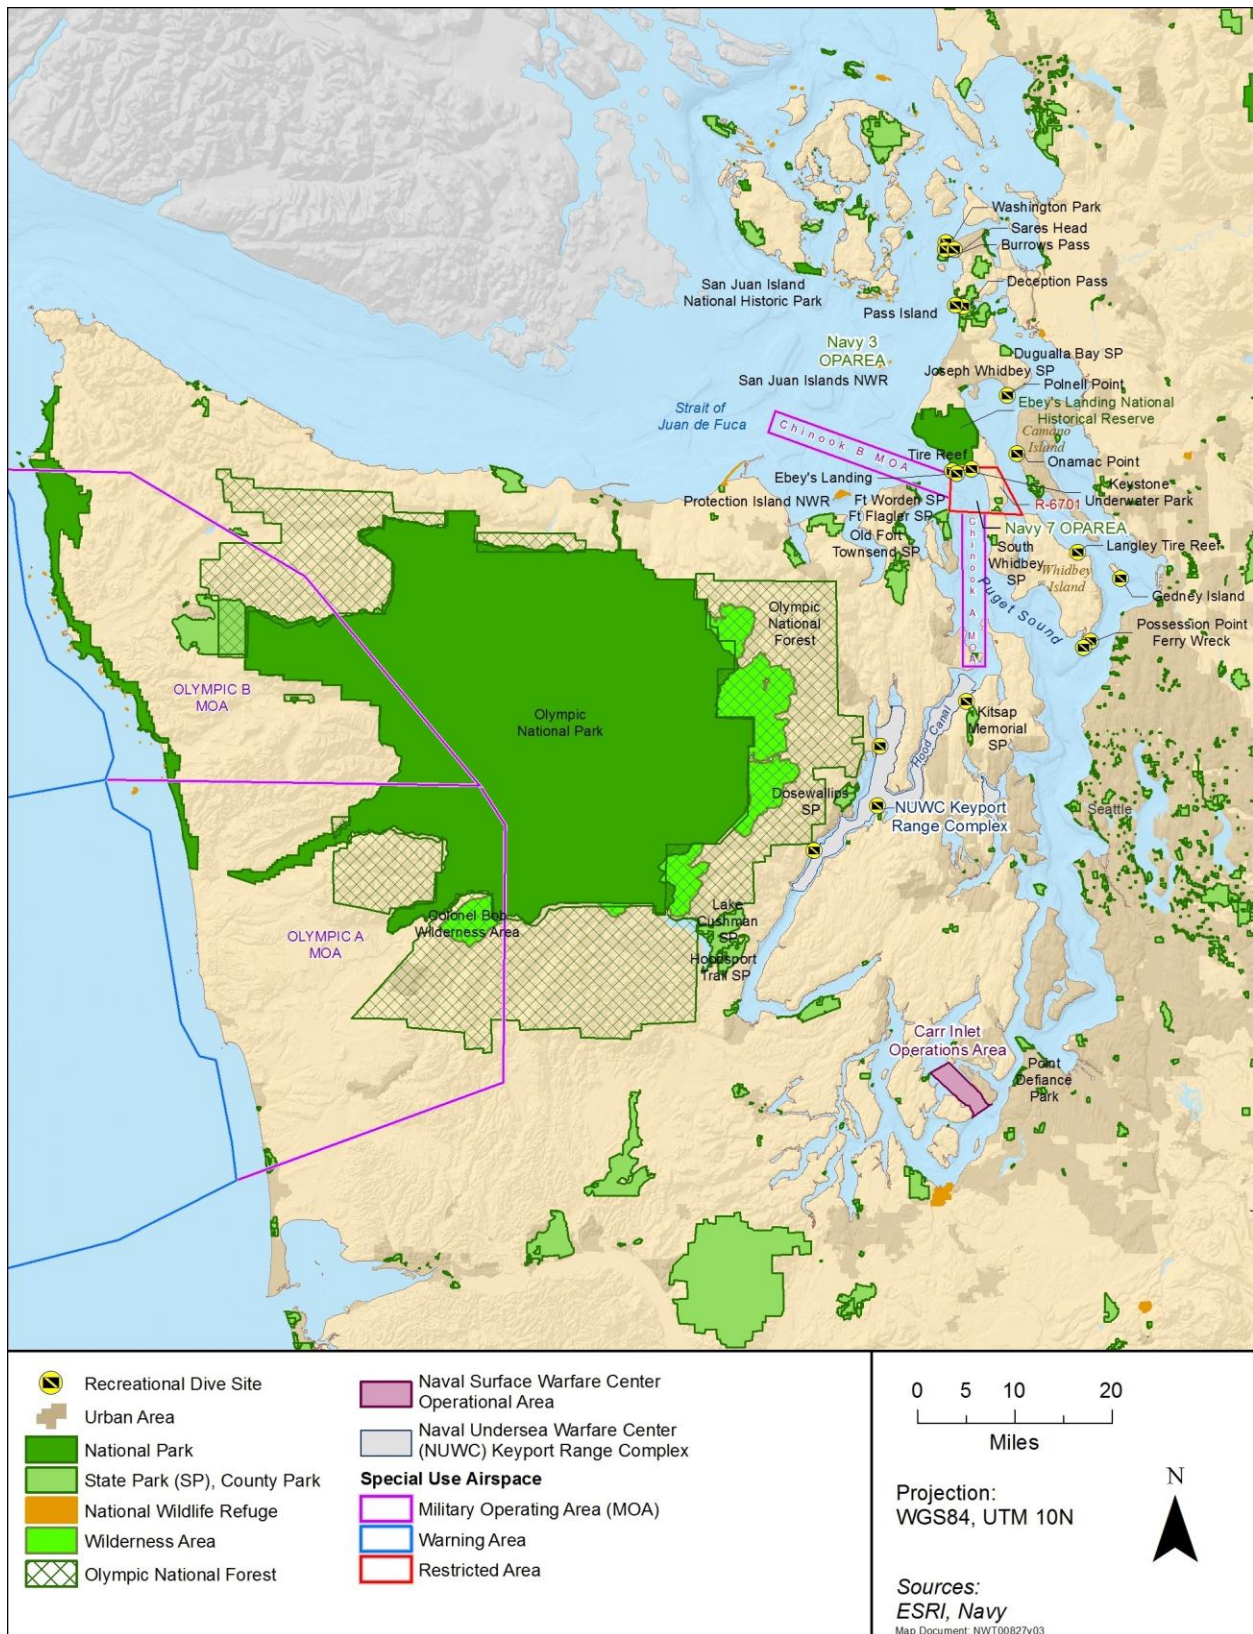 Washington Park
Sares Head
Burrows Pass
San Juan Island
National Historic Park
Deception Pass
Pass Island
Navy 3
OPAREA
Dugualla Bay SP
Joseph Whidbey SP
San Juan Islands NWR
Polnell Point
Ebey's Landing National
Historical Reserve
Strait of
Juan de Fuca
Chinook B MOA
Camano
Island
Tire Reef
Onamac Point
Ebey's Landing
Keystone
Underwater Park
Protection Island NWR
Ft Worden SP
R-6701
Ft Flagler SP
Navy 7 OPAREA
Chinook A MOA
Old Fort
Townsend SP
South
Whidbey
SP
Langley Tire Reef
Whidbey
Island
Gedney Island
Puget Sound
Olympic
National
Forest
Possession Point
Ferry Wreck
OLYMPIC B
MOA
Olympic
National Park
Hood Canal
Kitsap
Memorial
SP
Dosewallips
SP
NUWC Keyport
Range Complex
Seattle
Colonel Bob
Wilderness Area
Lake
Cushman
SP
OLYMPIC A
MOA
Hoodsport
Trail SP
Carr Inlet
Operations Area
Point
Defiance
Park
Recreational Dive Site
Urban Area
National Park
State Park (SP), County Park
National Wildlife Refuge
Wilderness Area
Olympic National Forest
Naval Surface Warfare Center
Operational Area
Naval Undersea Warfare Center
(NUWC) Keyport Range Complex
Special Use Airspace
Military Operating Area (MOA)
Warning Area
Restricted Area
0 5 10 20
Miles
N
Projection:
WGS84, UTM 10N
Sources:
ESRI, Navy
Map Document: NWT00827v03